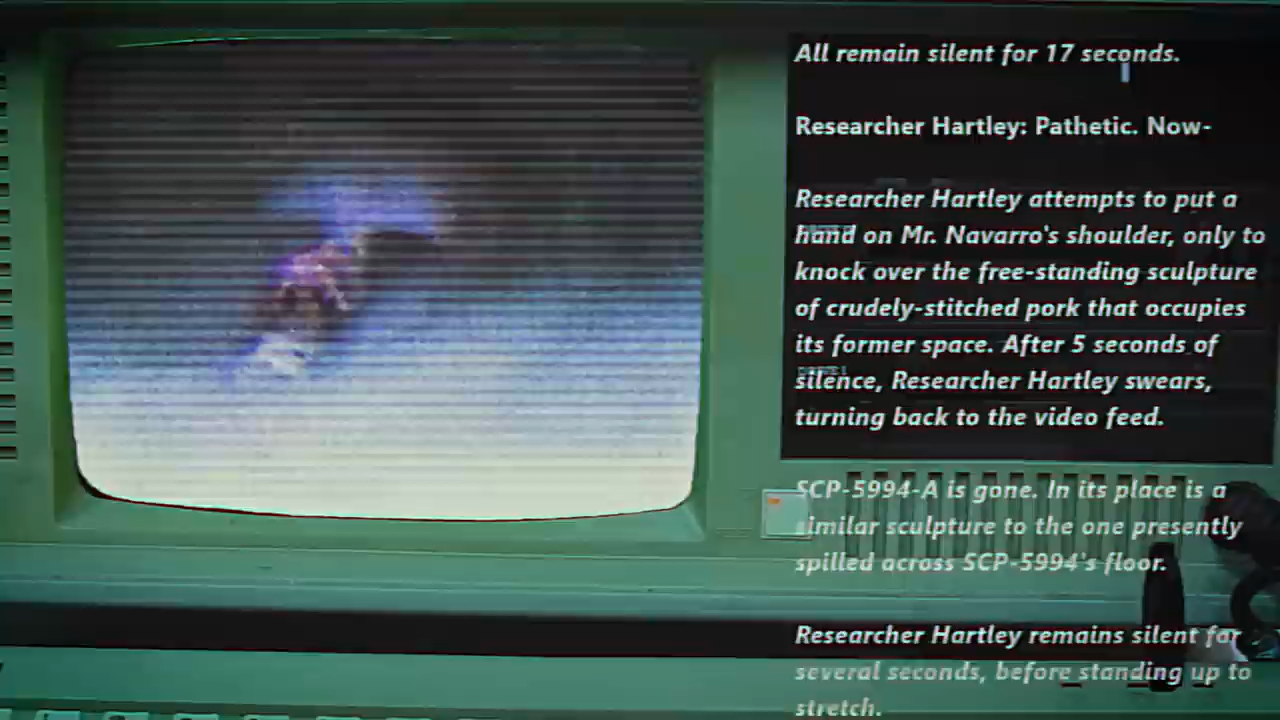 All remain silent for 17 seconds.
Researcher Hartley: Pathetic. Now-
Researcher Hartley attempts to put a
hand on Mr. Navarro's shoulder, only to
knock over the free-standing sculpture
of crudely-stitched pork that occupies
its former space. After 5 seconds of
silence, Researcher Hartley swears,
turning back to the video feed.
SCP-5994-A is gone. In its place is a
similar sculpture to the one presently
spilled across SCP-5994's floor.
Researcher Hartley remains silent for
several seconds, before standing up to
stretch.